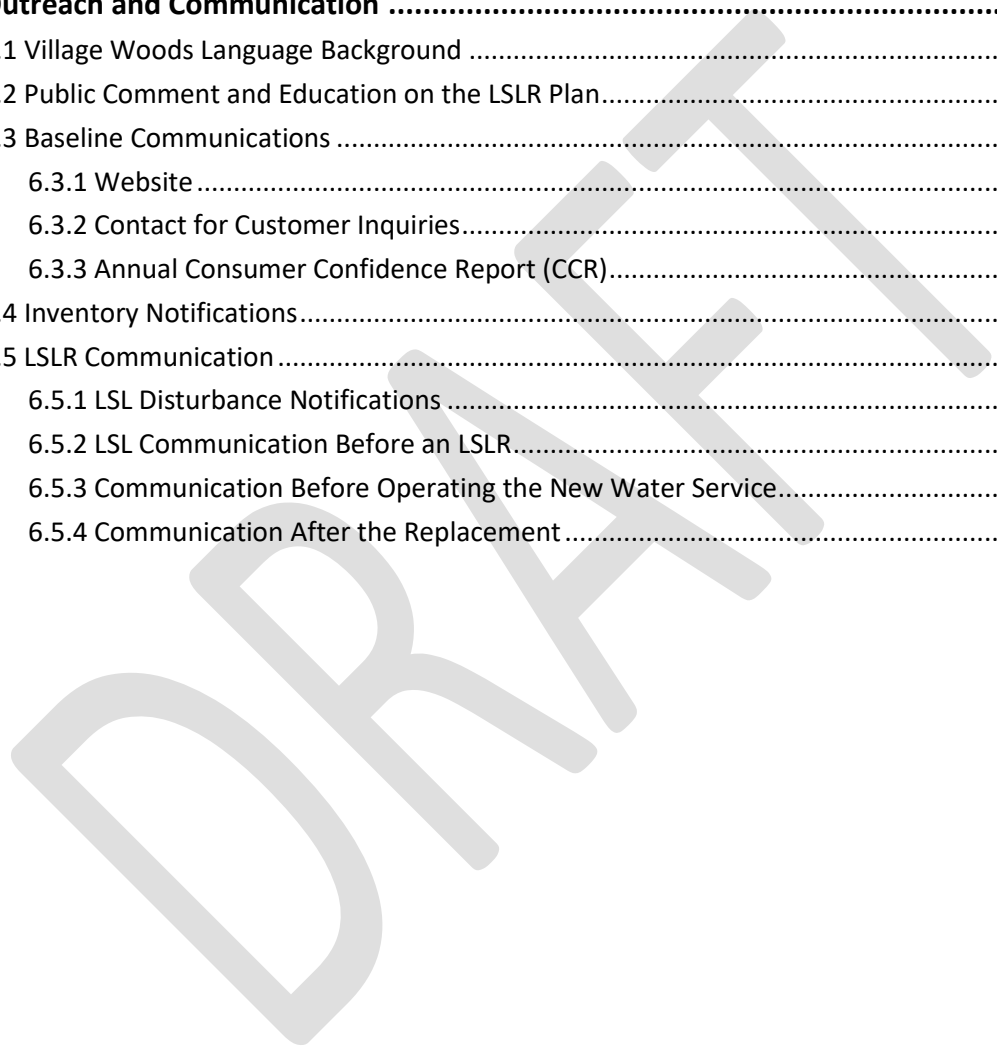 utreach and Communication ....................................................................................
.1 Village Woods Language Background ....................................................................
.2 Public Comment and Education on the LSLR Plan....................................................
.3 Baseline Communications .....................................................................................
6.3.1 Website...........................................................................................................
6.3.2 Contact for Customer Inquiries.....................................................................
6.3.3 Annual Consumer Confidence Report (CCR)..................................................
.4 Inventory Notifications..........................................................................................
.5 LSLR Communication .............................................................................................
6.5.1 LSL Disturbance Notifications ........................................................................
6.5.2 LSL Communication Before an LSLR...............................................................
6.5.3 Communication Before Operating the New Water Service............................
6.5.4 Communication After the Replacement ........................................................
DRAFT